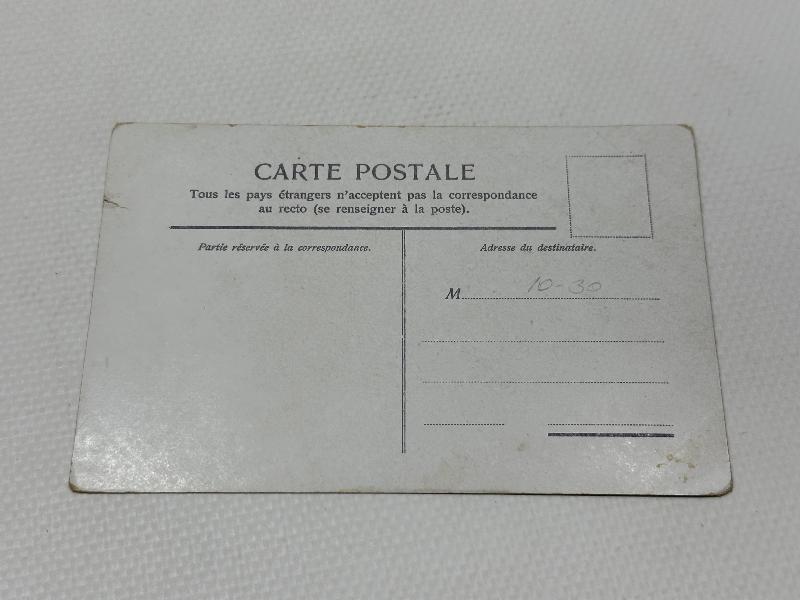 CARTE POSTALE
Tous les pays étrangers n'acceptent pas la correspondance
au recto (se renseigner à la poste).
Partie réservée à la correspondance.
Adresse du destinataire.
M 10-30